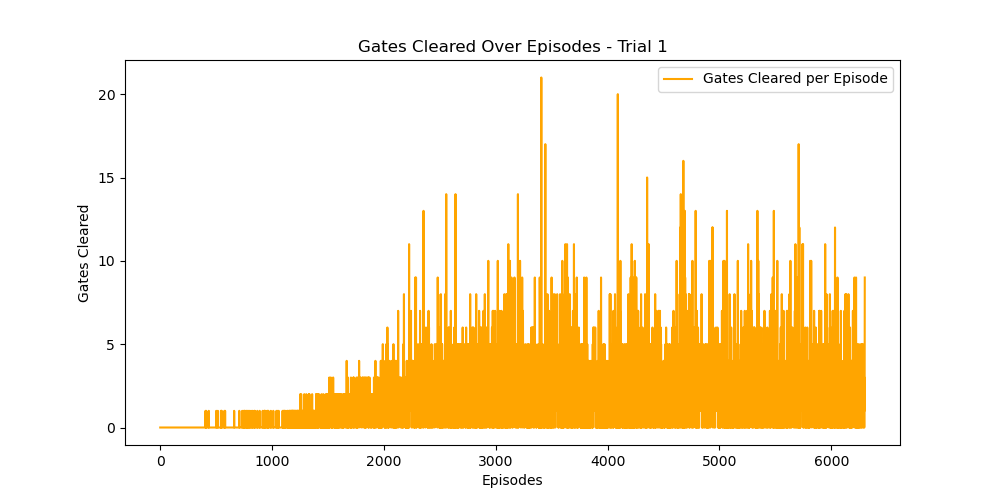 Gates Cleared Over Episodes - Trial 1
Gates Cleared per Episode
20
15
10
5
0
Gates Cleared
0 1000 2000 3000 4000 5000 6000
Episodes